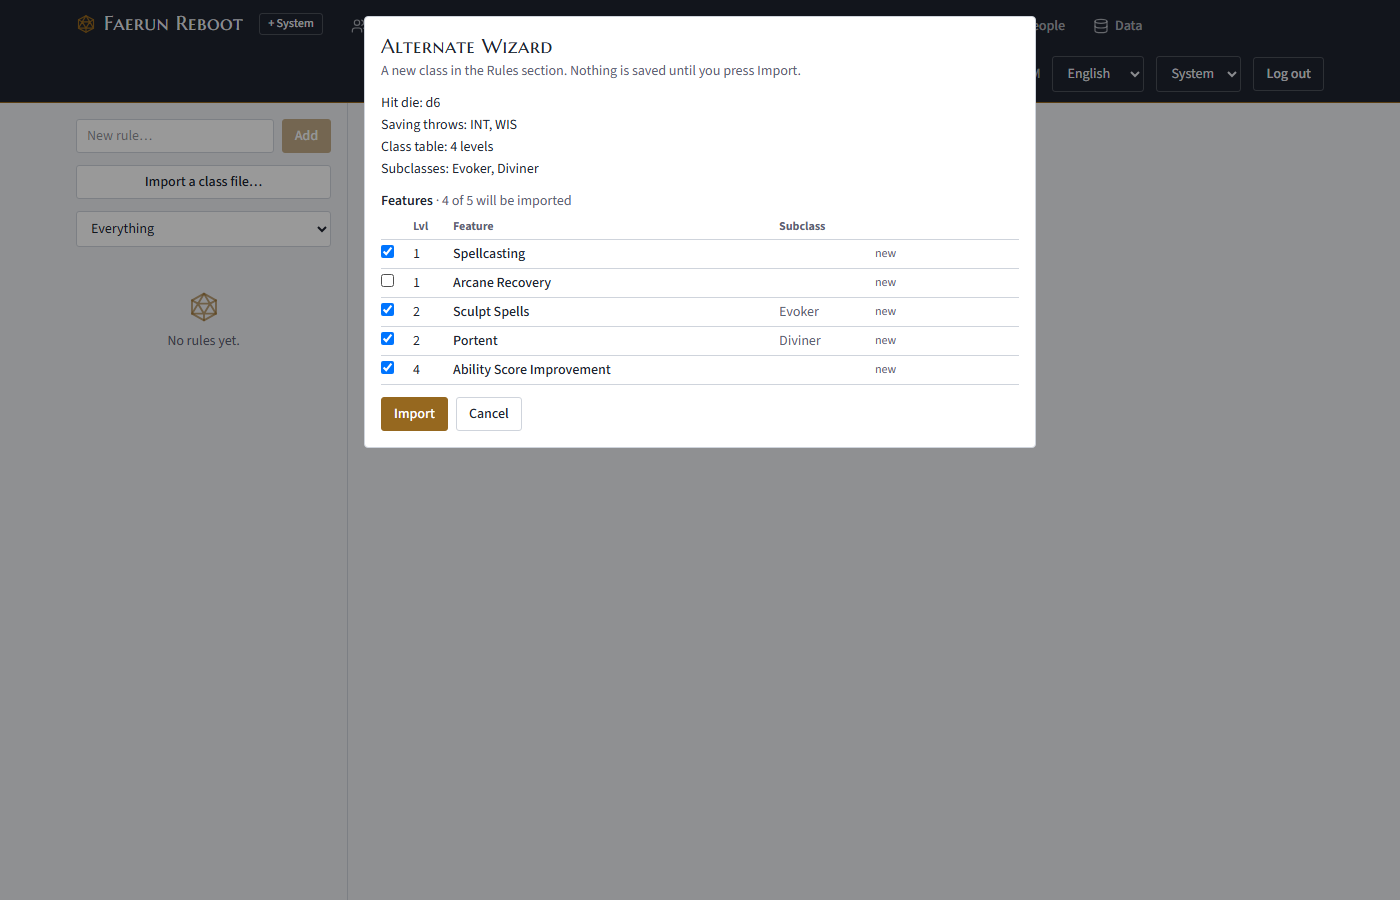 Faerun Reboot
+ System
eople
Data
M
English
System
Log out
New rule…
Add
Import a class file…
Everything
No rules yet.
Alternate Wizard
A new class in the Rules section. Nothing is saved until you press Import.
Hit die: d6
Saving throws: INT, WIS
Class table: 4 levels
Subclasses: Evoker, Diviner
Features · 4 of 5 will be imported
Lvl Feature Subclass
1 Spellcasting new
1 Arcane Recovery new
2 Sculpt Spells Evoker new
2 Portent Diviner new
4 Ability Score Improvement new
Import
Cancel